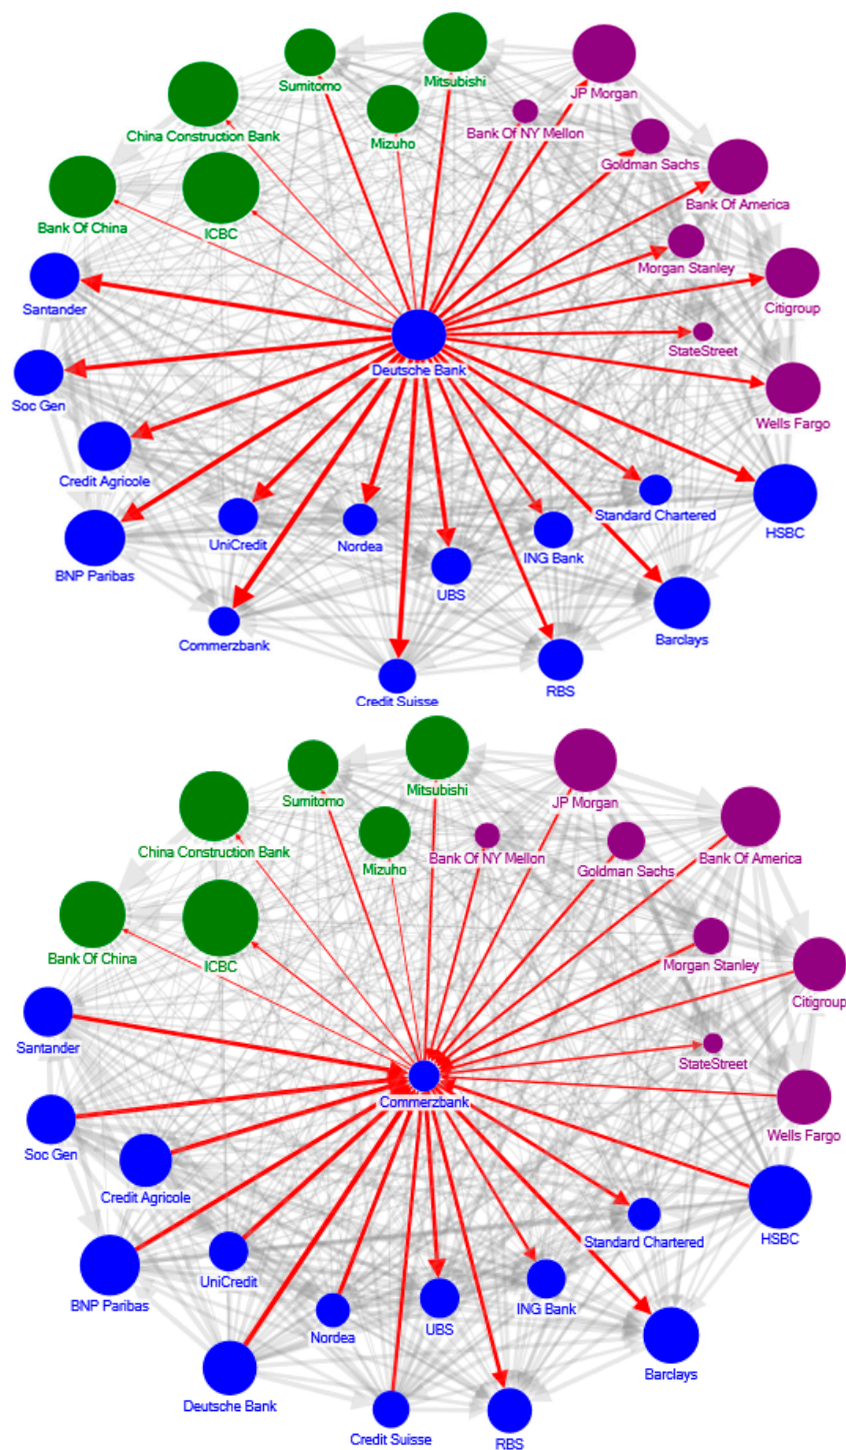 Sumitomo
Mitsubishi
JP Morgan
China Construction Bank
Mizuho
Bank Of NY Mellon
Goldman Sachs
Bank Of China
ICBC
Bank Of America
Morgan Stanley
Santander
Citigroup
StateStreet
Deutsche Bank
Soc Gen
Wells Fargo
Credit Agricole
Standard Chartered
HSBC
UniCredit
Nordea
ING Bank
BNP Paribas
UBS
Commerzbank
Barclays
RBS
Credit Suisse
Mitsubishi
Sumitomo
JP Morgan
China Construction Bank
Mizuho
Bank Of NY Mellon
Goldman Sachs
Bank Of America
Bank Of China
ICBC
Morgan Stanley
Citigroup
Santander
StateStreet
Commerzbank
Soc Gen
Wells Fargo
Credit Agricole
Standard Chartered
HSBC
UniCredit
BNP Paribas
ING Bank
Nordea
UBS
Barclays
Deutsche Bank
Credit Suisse
RBS